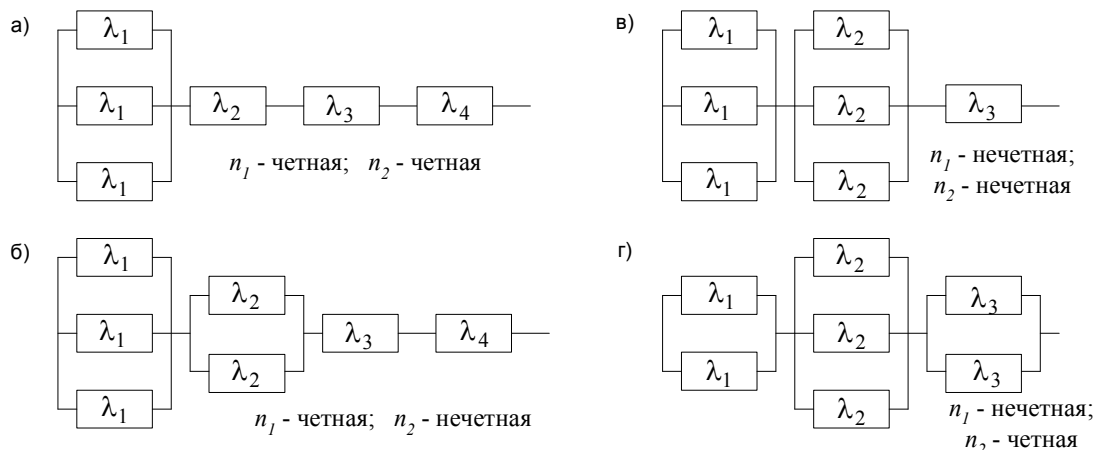 а)
λ1
λ1
λ1
λ2
λ3
λ4
n1 - четная; n2 - четная
б)
λ1
λ1
λ1
λ2
λ2
λ3
λ4
n1 - четная; n2 - нечетная
в)
λ1
λ1
λ1
λ2
λ2
λ2
λ3
n1 - нечетная;
n2 - нечетная
г)
λ1
λ1
λ2
λ2
λ2
λ3
λ3
n1 - нечетная;
n2 - четная